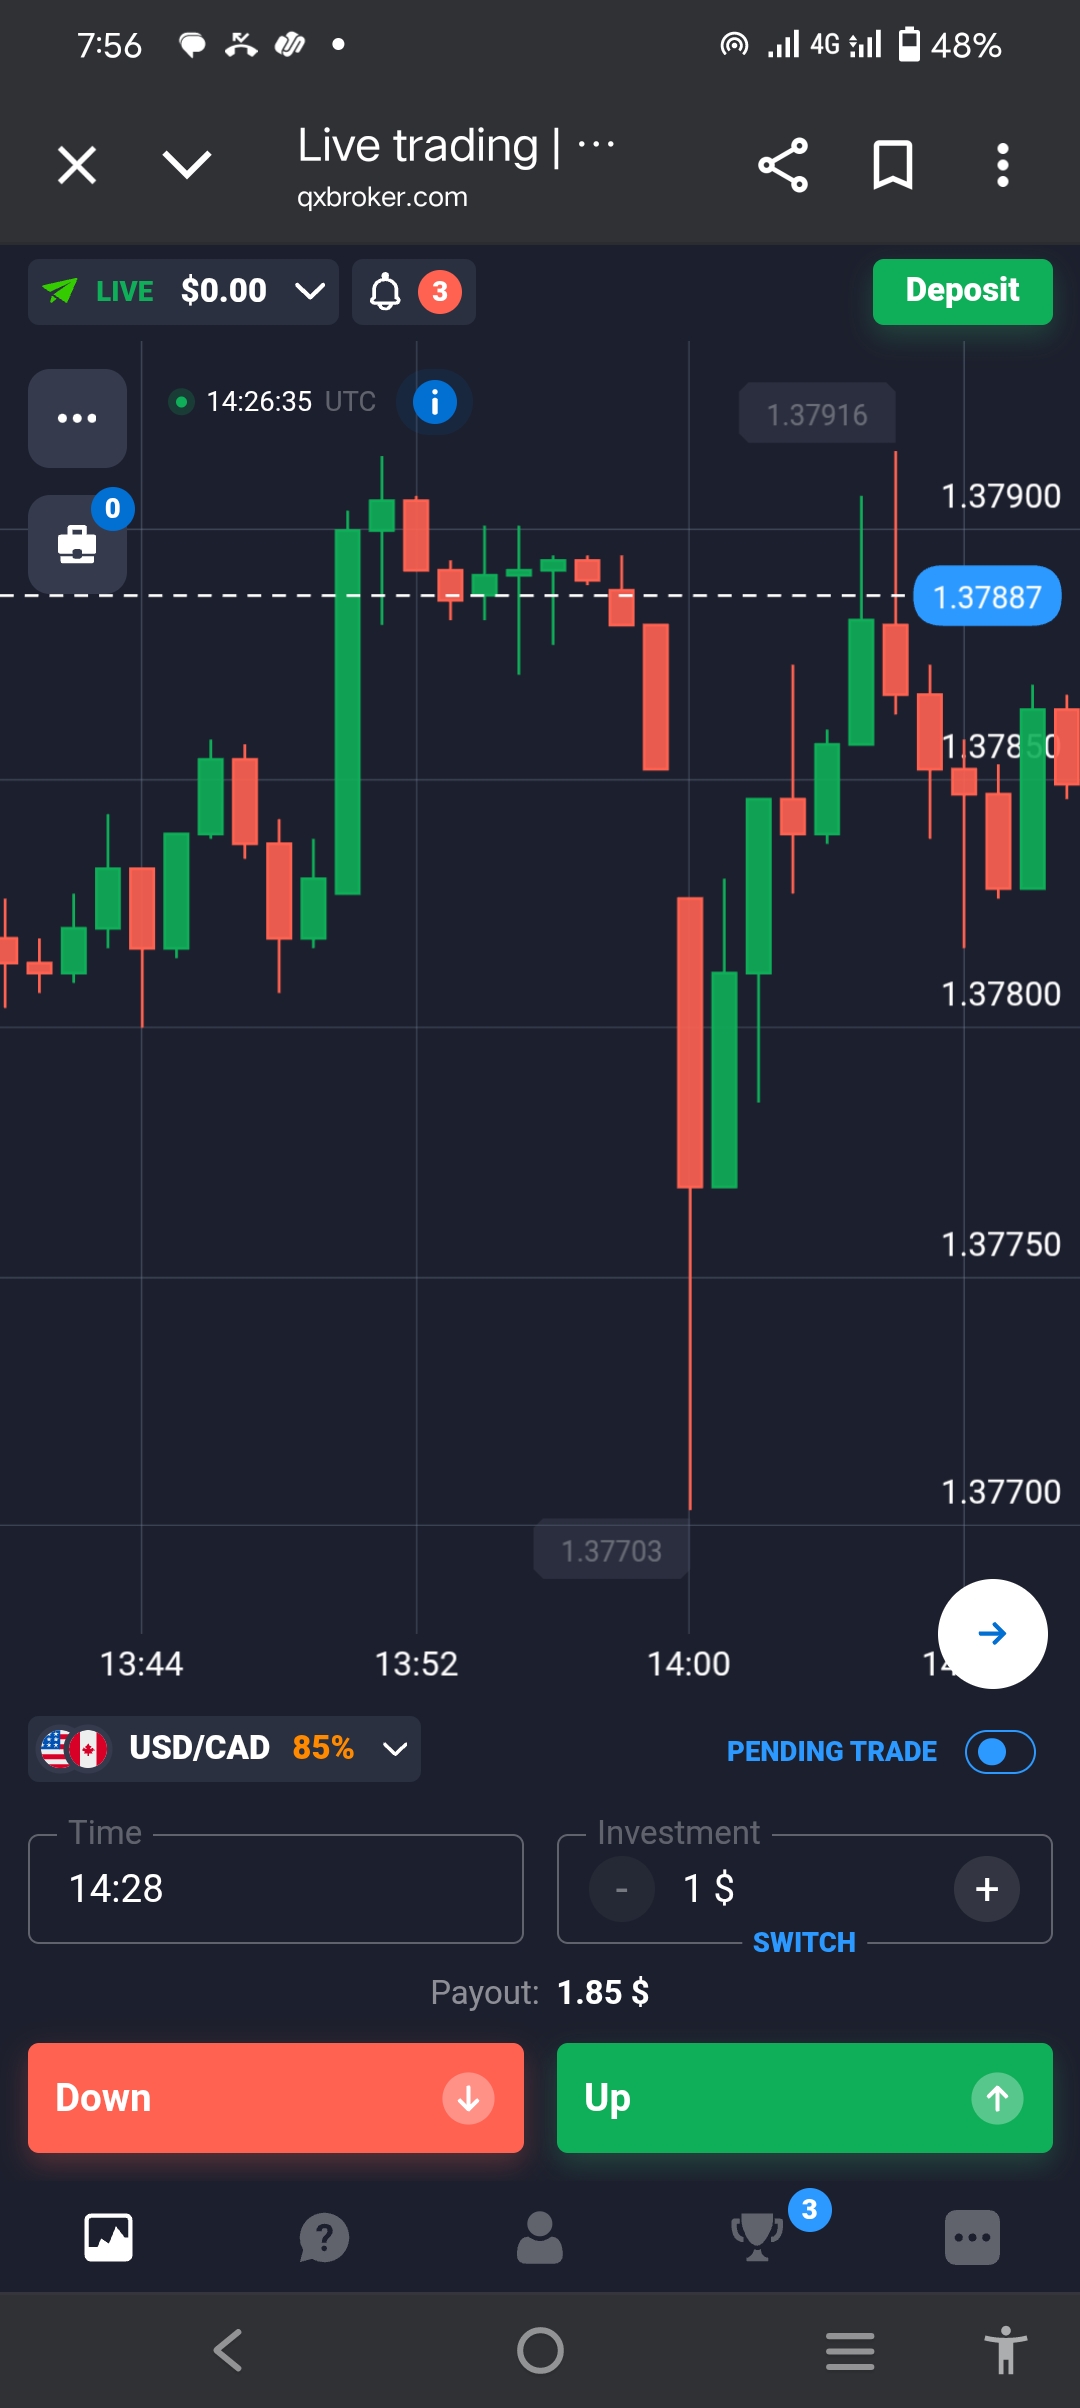 7:56
4G
48%
Live trading | ...
qxbroker.com
LIVE $0.00
3
Deposit
14:26:35 UTC
1.37916
0
1.37900
1.37887
1.37850
1.37800
1.37750
1.37700
1.37703
13:44
13:52
14:00
14
USD/CAD 85%
PENDING TRADE
Time
14:28
Investment
- 1 $ +
SWITCH
Payout: 1.85 $
Down
Up
3